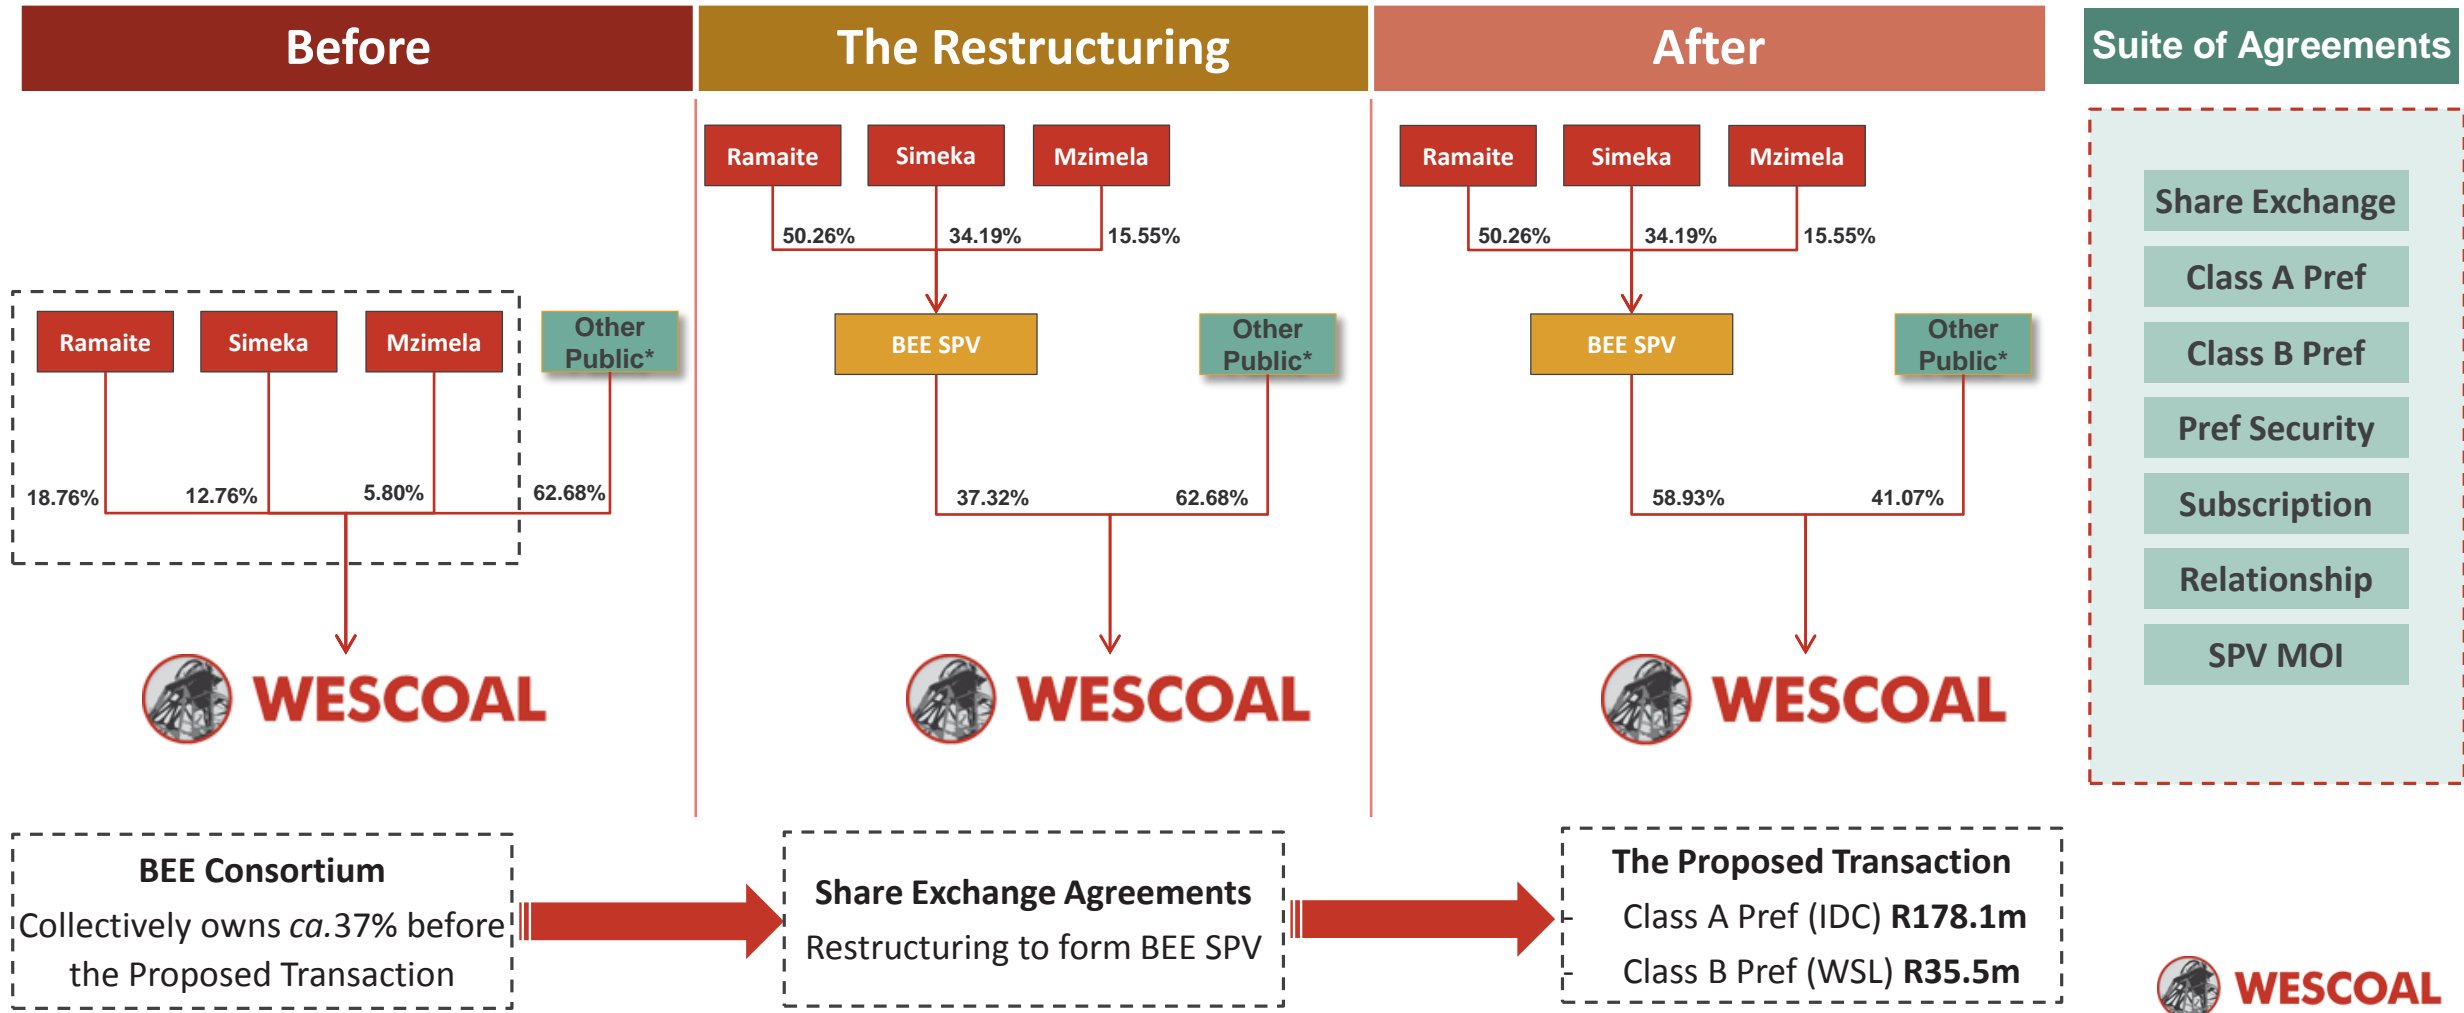 Before
The Restructuring
After
Suite of Agreements
Ramaite
Simeka
Mzimela
Other
Public*
18.76%
12.76%
5.80%
62.68%
WESCOAL
Ramaite
Simeka
Mzimela
50.26%
34.19%
15.55%
BEE SPV
Other
Public*
37.32%
62.68%
WESCOAL
Ramaite
Simeka
Mzimela
50.26%
34.19%
15.55%
BEE SPV
Other
Public*
58.93%
41.07%
WESCOAL
Share Exchange
Class A Pref
Class B Pref
Pref Security
Subscription
Relationship
SPV MOI
BEE Consortium
Collectively owns ca.37% before
the Proposed Transaction
Share Exchange Agreements
Restructuring to form BEE SPV
The Proposed Transaction
- Class A Pref (IDC) R178.1m
- Class B Pref (WSL) R35.5m
WESCOAL